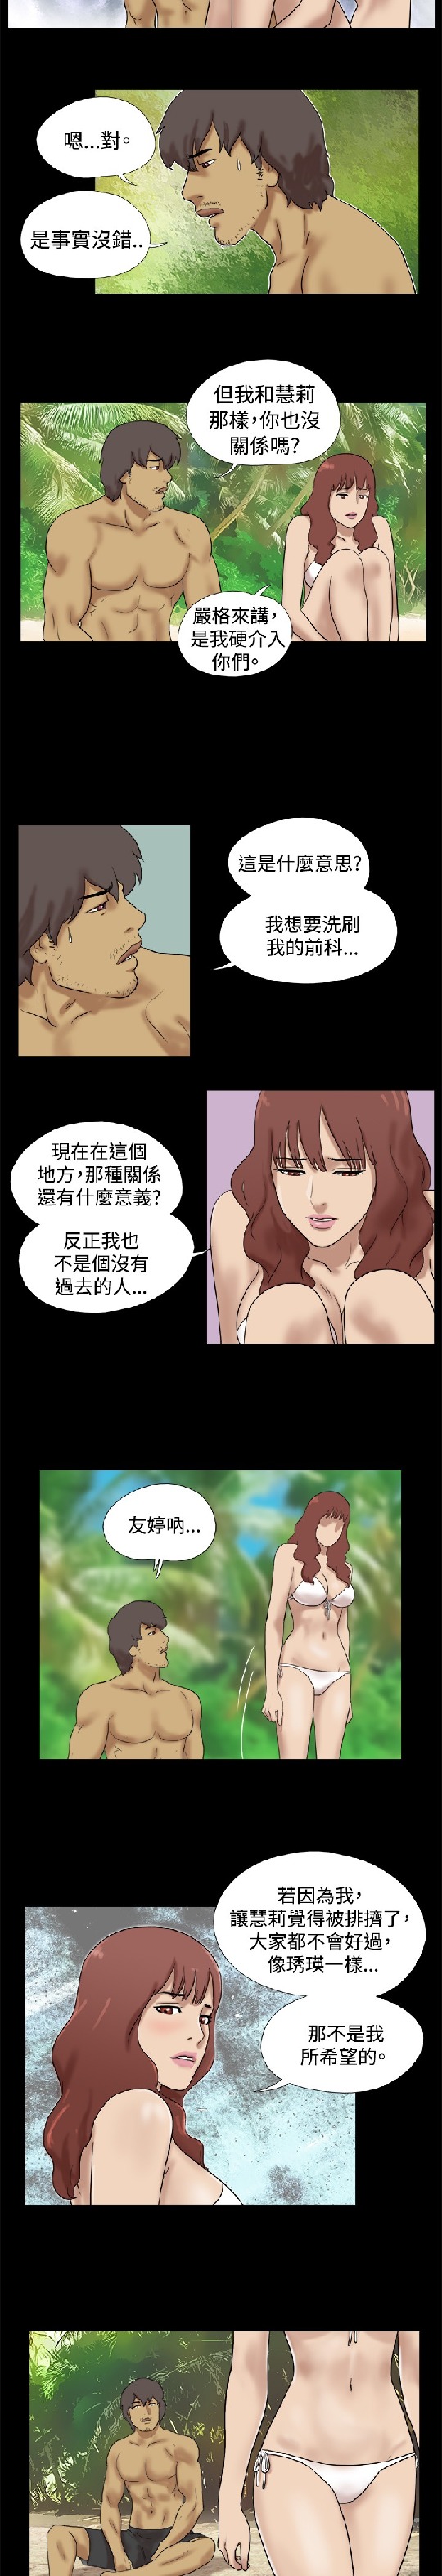 嗯...對。
是事實沒錯..
但我和慧莉
那樣,你也沒
關係嗎?
嚴格來講,
是我硬介入
你們。
這是什麼意思?
我想要洗刷
我的前科...
現在在這個
地方,那種關係
還有什麼意義?
反正我也
不是個沒有
過去的人...
友婷吶...
若因為我,
讓慧莉覺得被排擠了,
大家都不會好過,
像琇瑛一樣...
那不是我
所希望的。